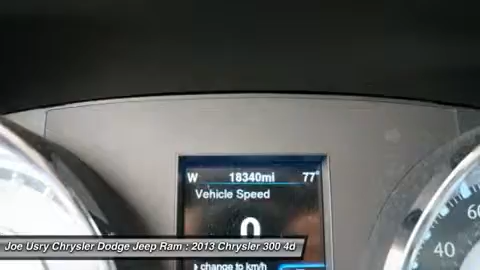 W 18340mi 77°
Vehicle Speed
0
60
40
Joe Usry Chrysler Dodge Jeep Ram : 2013 Chrysler 300 4d
change to km/h